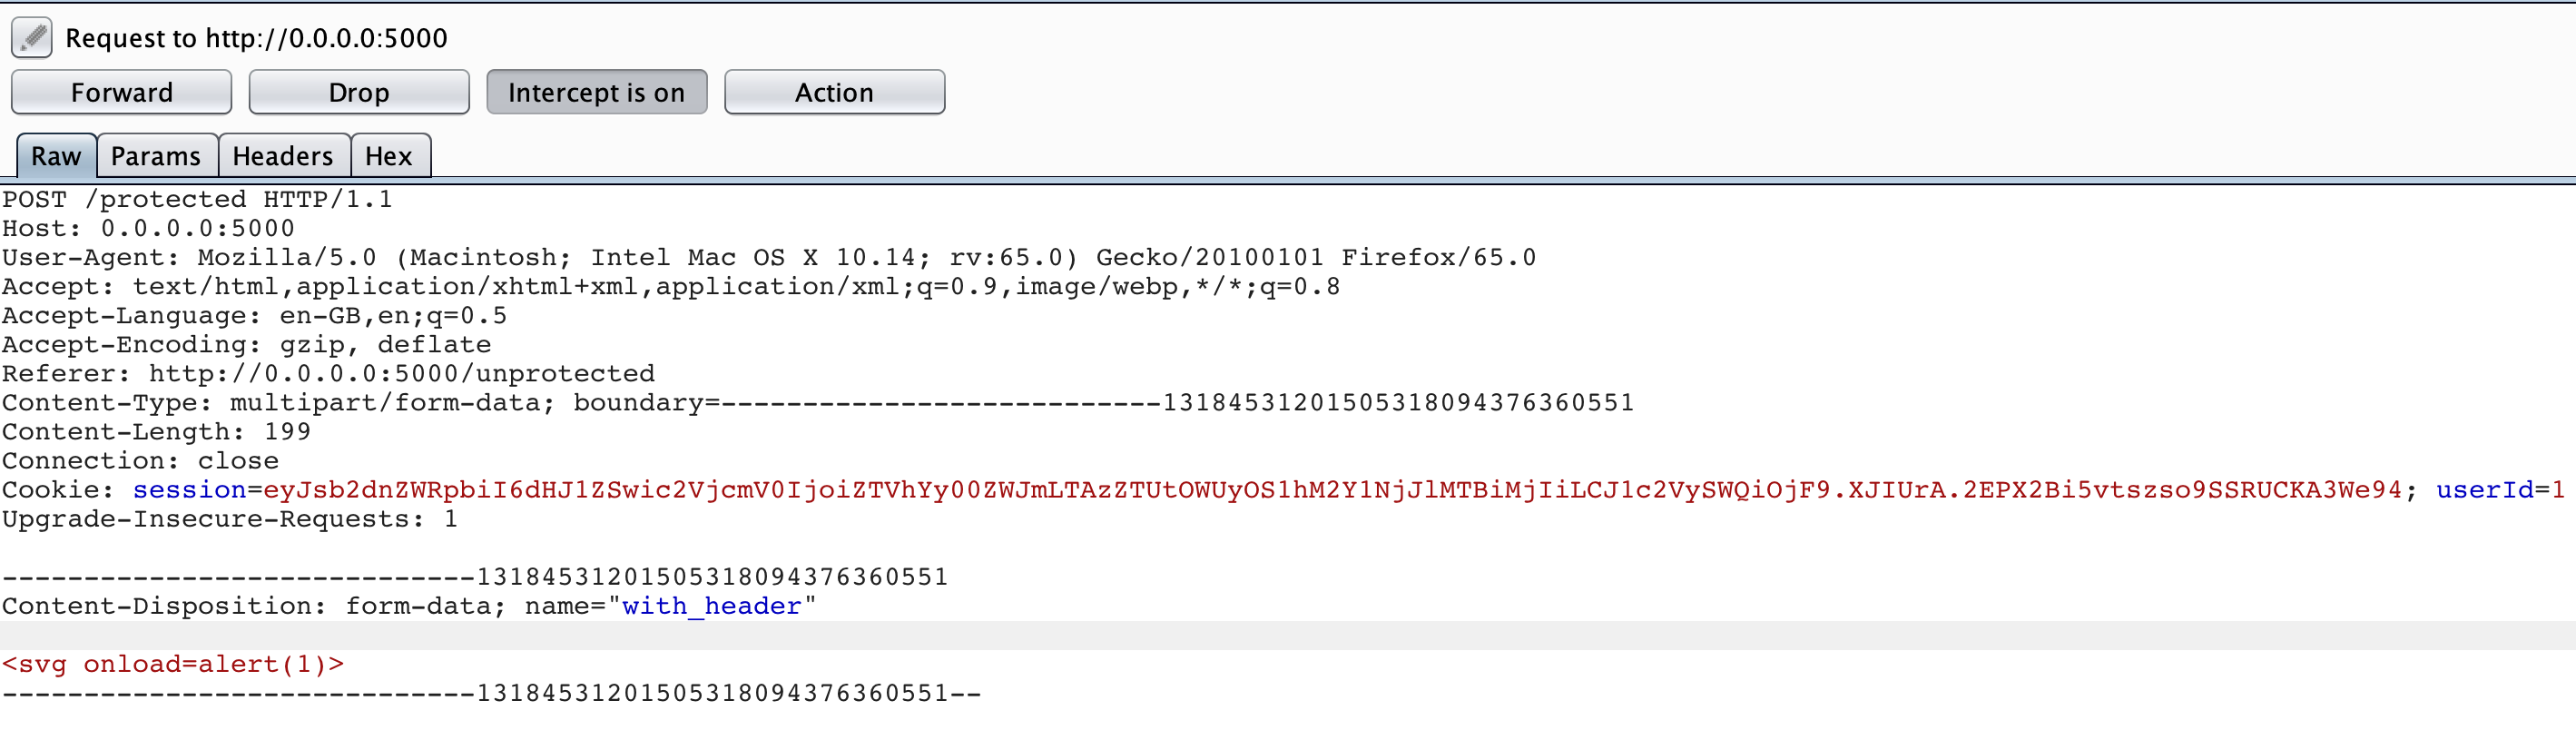 Request to http://0.0.0.0:5000
Forward Drop Intercept is on Action
Raw Params Headers Hex
POST /protected HTTP/1.1
Host: 0.0.0.0:5000
User-Agent: Mozilla/5.0 (Macintosh; Intel Mac OS X 10.14; rv:65.0) Gecko/20100101 Firefox/65.0
Accept: text/html,application/xhtml+xml,application/xml;q=0.9,image/webp,*/*;q=0.8
Accept-Language: en-GB,en;q=0.5
Accept-Encoding: gzip, deflate
Referer: http://0.0.0.0:5000/unprotected
Content-Type: multipart/form-data; boundary=---------------------------131845312015053180943763605​51
Content-Length: 199
Connection: close
Cookie: session=eyJsb2dnZWRpbiI6dHJ1ZSwic2VjcmV0IjoiZTVhYy00ZWJmLTAzZTUtOWUyOS1hM2Y1NjJlMTBiMjIiLCJ1c2VySWQiOjF9.XJIUrA.2EPX2Bi5vtszso9SSRUCKA3We94; userId=1
Upgrade-Insecure-Requests: 1
-----------------------------13184531201505318094376360551
Content-Disposition: form-data; name="with_header"
<svg onload=alert(1)>
-----------------------------13184531201505318094376360551--